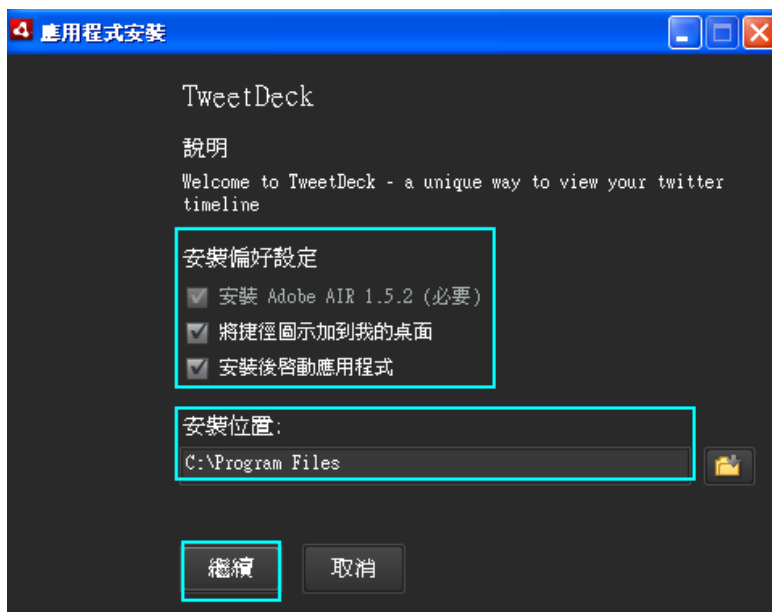 應用程式安裝
TweetDeck
說明
Welcome to TweetDeck - a unique way to view your twitter
timeline
安裝偏好設定
安裝 Adobe AIR 1.5.2 (必要)
將捷徑圖示加到我的桌面
安裝後啓動應用程式
安裝位置:
C:\Program Files
繼續 取消